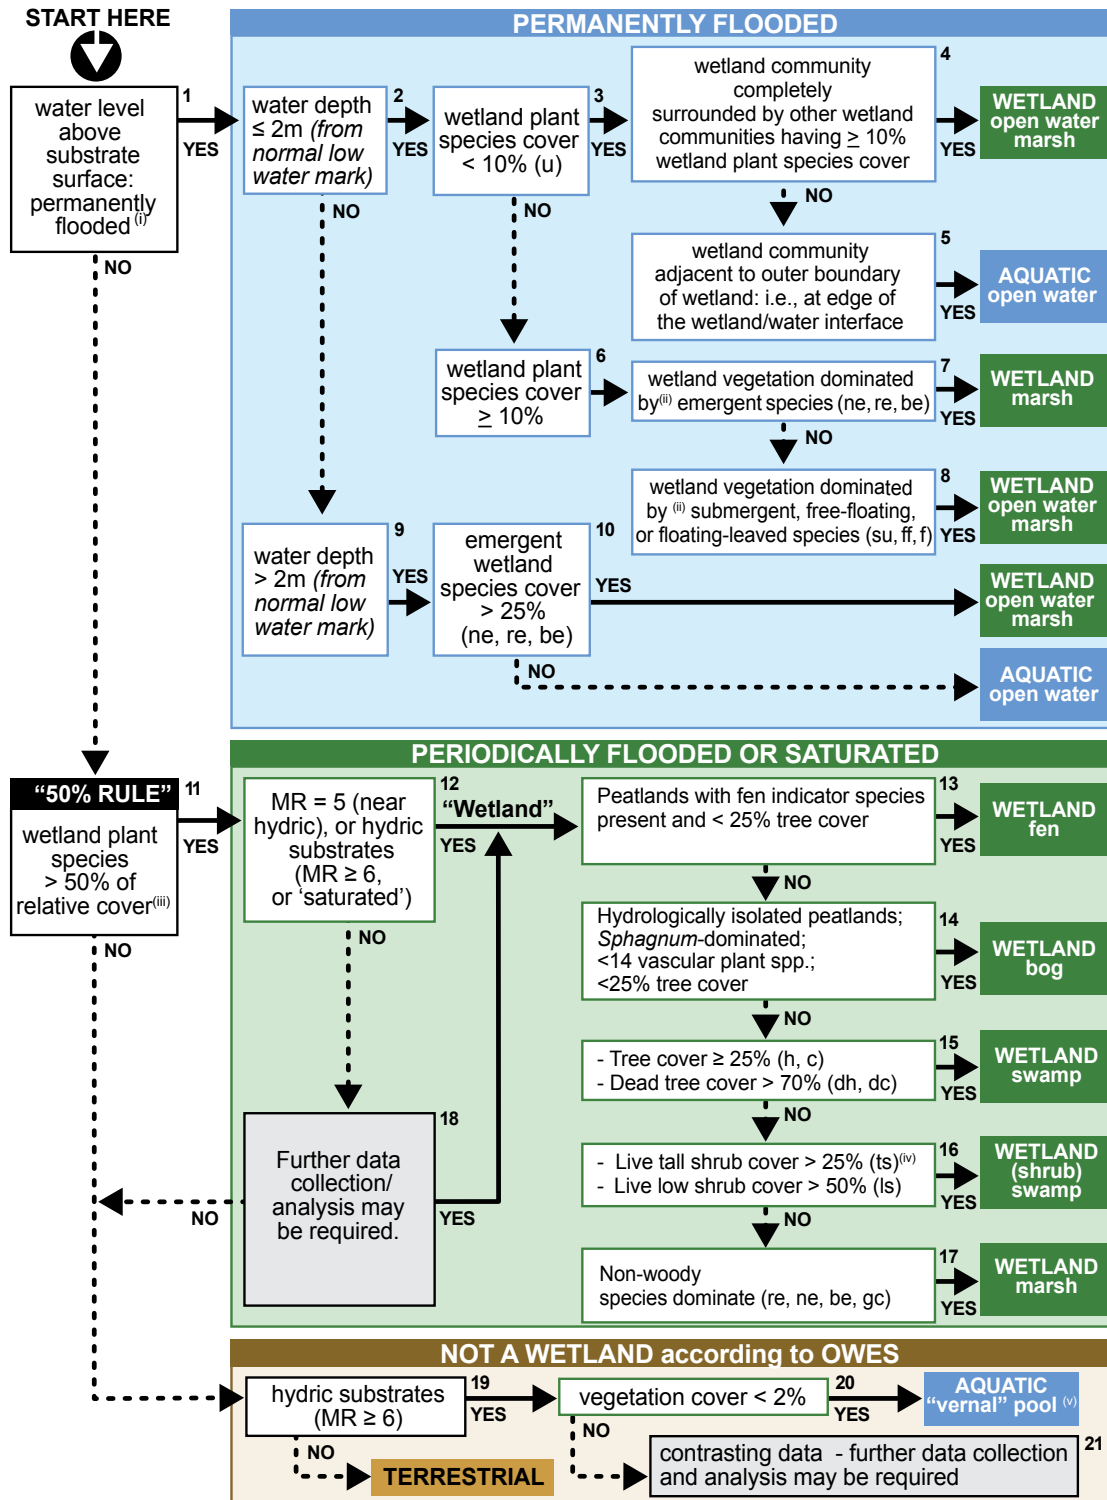 START HERE
PERMANENTLY FLOODED
1
water level
above
substrate
surface:
permanently
flooded(i)
YES
NO
2
water depth
≤ 2m (from
normal low
water mark)
YES
NO
3
wetland plant
species cover
< 10% (u)
YES
NO
4
wetland community
completely
surrounded by other wetland
communities having ≥ 10%
wetland plant species cover
NO
WETLAND
open water
marsh
5
wetland community
adjacent to outer boundary
of wetland: i.e., at edge of
the wetland/water interface
YES
AQUATIC
open water
6
wetland plant
species cover
≥ 10%
7
wetland vegetation dominated
by(ii) emergent species (ne, re, be)
YES
NO
WETLAND
marsh
8
wetland vegetation dominated
by (ii) submergent, free-floating,
or floating-leaved species (su, ff, f)
YES
WETLAND
open water
marsh
9
water depth
> 2m (from
normal low
water mark)
YES
10
emergent
wetland
species cover
> 25%
(ne, re, be)
YES
NO
WETLAND
open water
marsh
AQUATIC
open water
PERIODICALLY FLOODED OR SATURATED
"50% RULE"
11
wetland plant
species
> 50% of
relative cover(iii)
YES
NO
12
MR = 5 (near
hydric), or hydric
substrates
(MR ≥ 6,
or ‘saturated’)
"Wetland"
YES
NO
13
Peatlands with fen indicator species
present and < 25% tree cover
YES
NO
WETLAND
fen
14
Hydrologically isolated peatlands;
Sphagnum-dominated;
<14 vascular plant spp.;
<25% tree cover
YES
NO
WETLAND
bog
15
- Tree cover ≥ 25% (h, c)
- Dead tree cover > 70% (dh, dc)
YES
NO
WETLAND
swamp
16
- Live tall shrub cover > 25% (ts)(iv)
- Live low shrub cover > 50% (ls)
YES
NO
WETLAND
(shrub)
swamp
17
Non-woody
species dominate (re, ne, be, gc)
YES
WETLAND
marsh
18
Further data
collection/
analysis may
be required.
YES
NO
NOT A WETLAND according to OWES
19
hydric substrates
(MR ≥ 6)
YES
NO
TERRESTRIAL
20
vegetation cover < 2%
YES
NO
AQUATIC
"vernal" pool (v)
21
contrasting data - further data collection
and analysis may be required